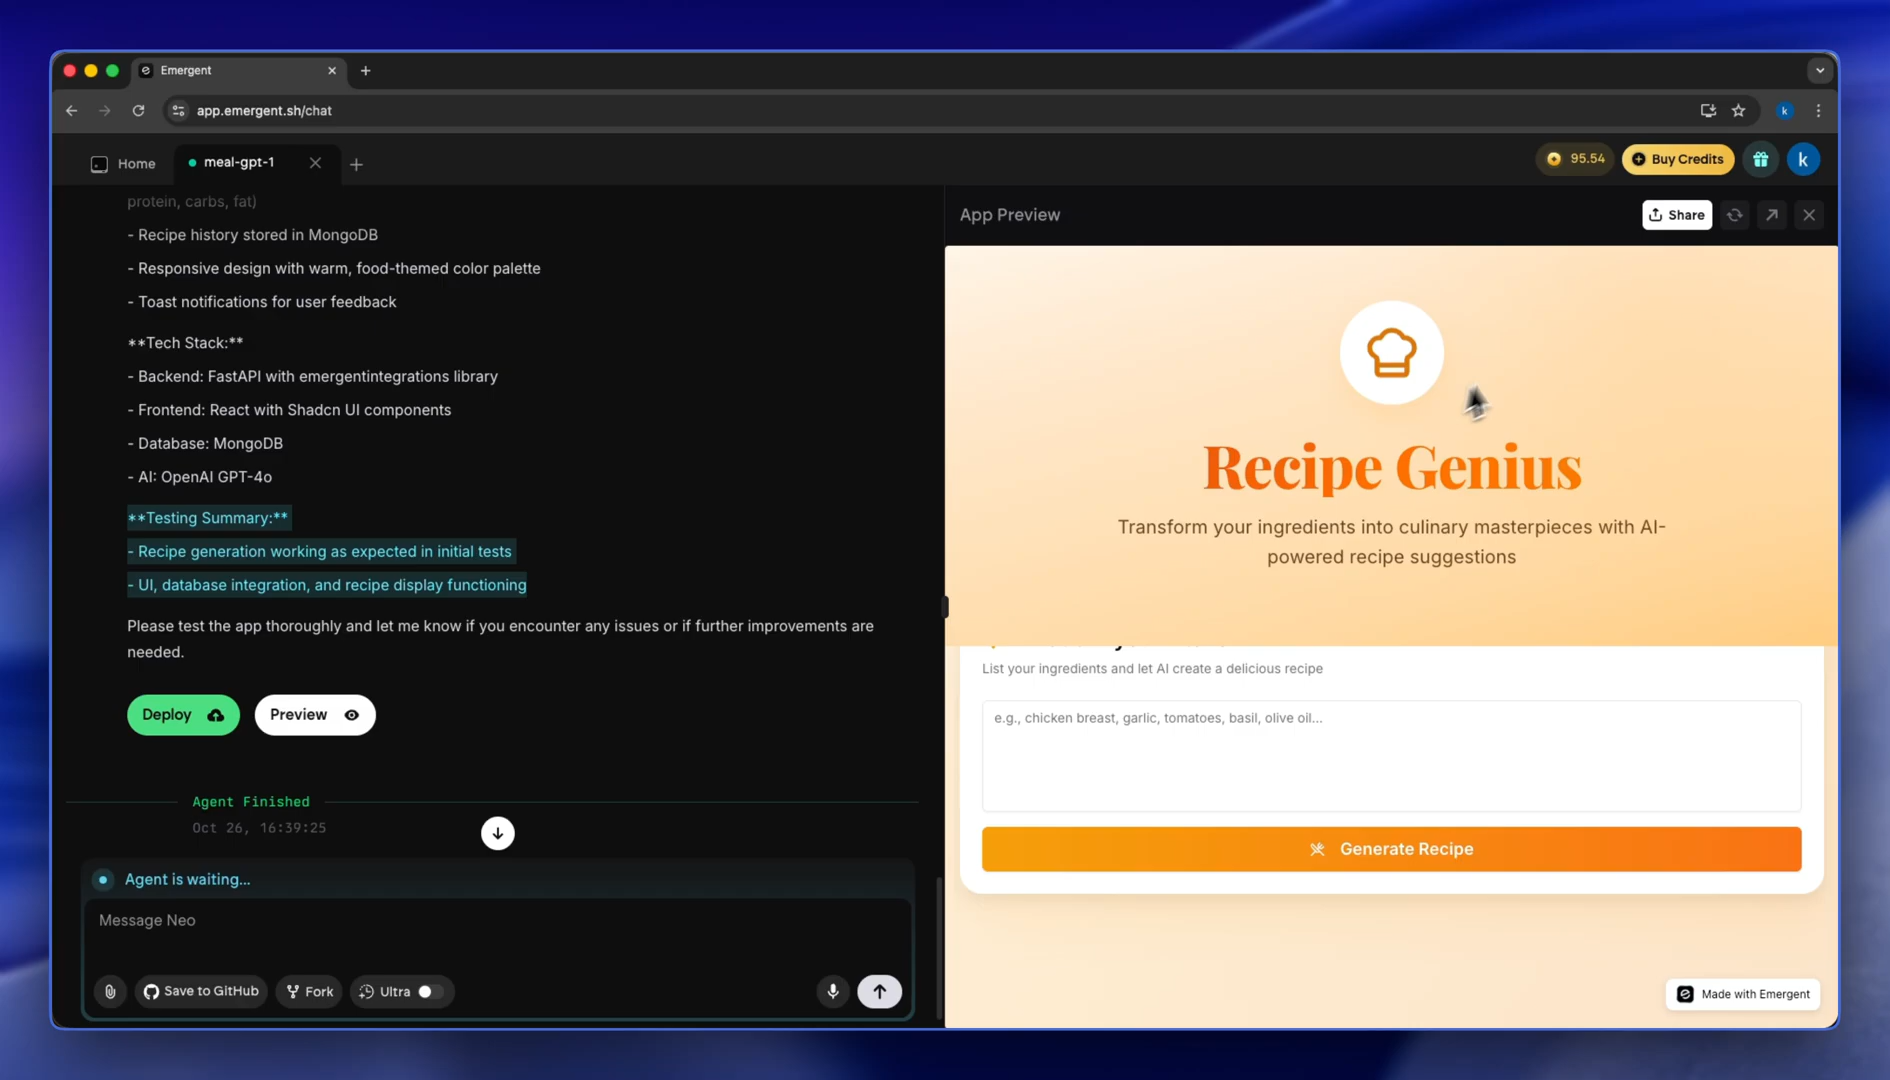 Emergent
app.emergent.sh/chat
k
Home
meal-gpt-1
95.54
Buy Credits
k
protein, carbs, fat)
- Recipe history stored in MongoDB
- Responsive design with warm, food-themed color palette
- Toast notifications for user feedback
**Tech Stack:**
- Backend: FastAPI with emergentintegrations library
- Frontend: React with Shadcn UI components
- Database: MongoDB
- AI: OpenAI GPT-4o
**Testing Summary:**
- Recipe generation working as expected in initial tests
- UI, database integration, and recipe display functioning
Please test the app thoroughly and let me know if you encounter any issues or if further improvements are
needed.
Deploy
Preview
Agent Finished
Oct 26, 16:39:25
Agent is waiting...
Message Neo
Save to GitHub
Fork
Ultra
App Preview
Share
Recipe Genius
Transform your ingredients into culinary masterpieces with AI-
powered recipe suggestions
List your ingredients and let AI create a delicious recipe
e.g., chicken breast, garlic, tomatoes, basil, olive oil...
Generate Recipe
Made with Emergent